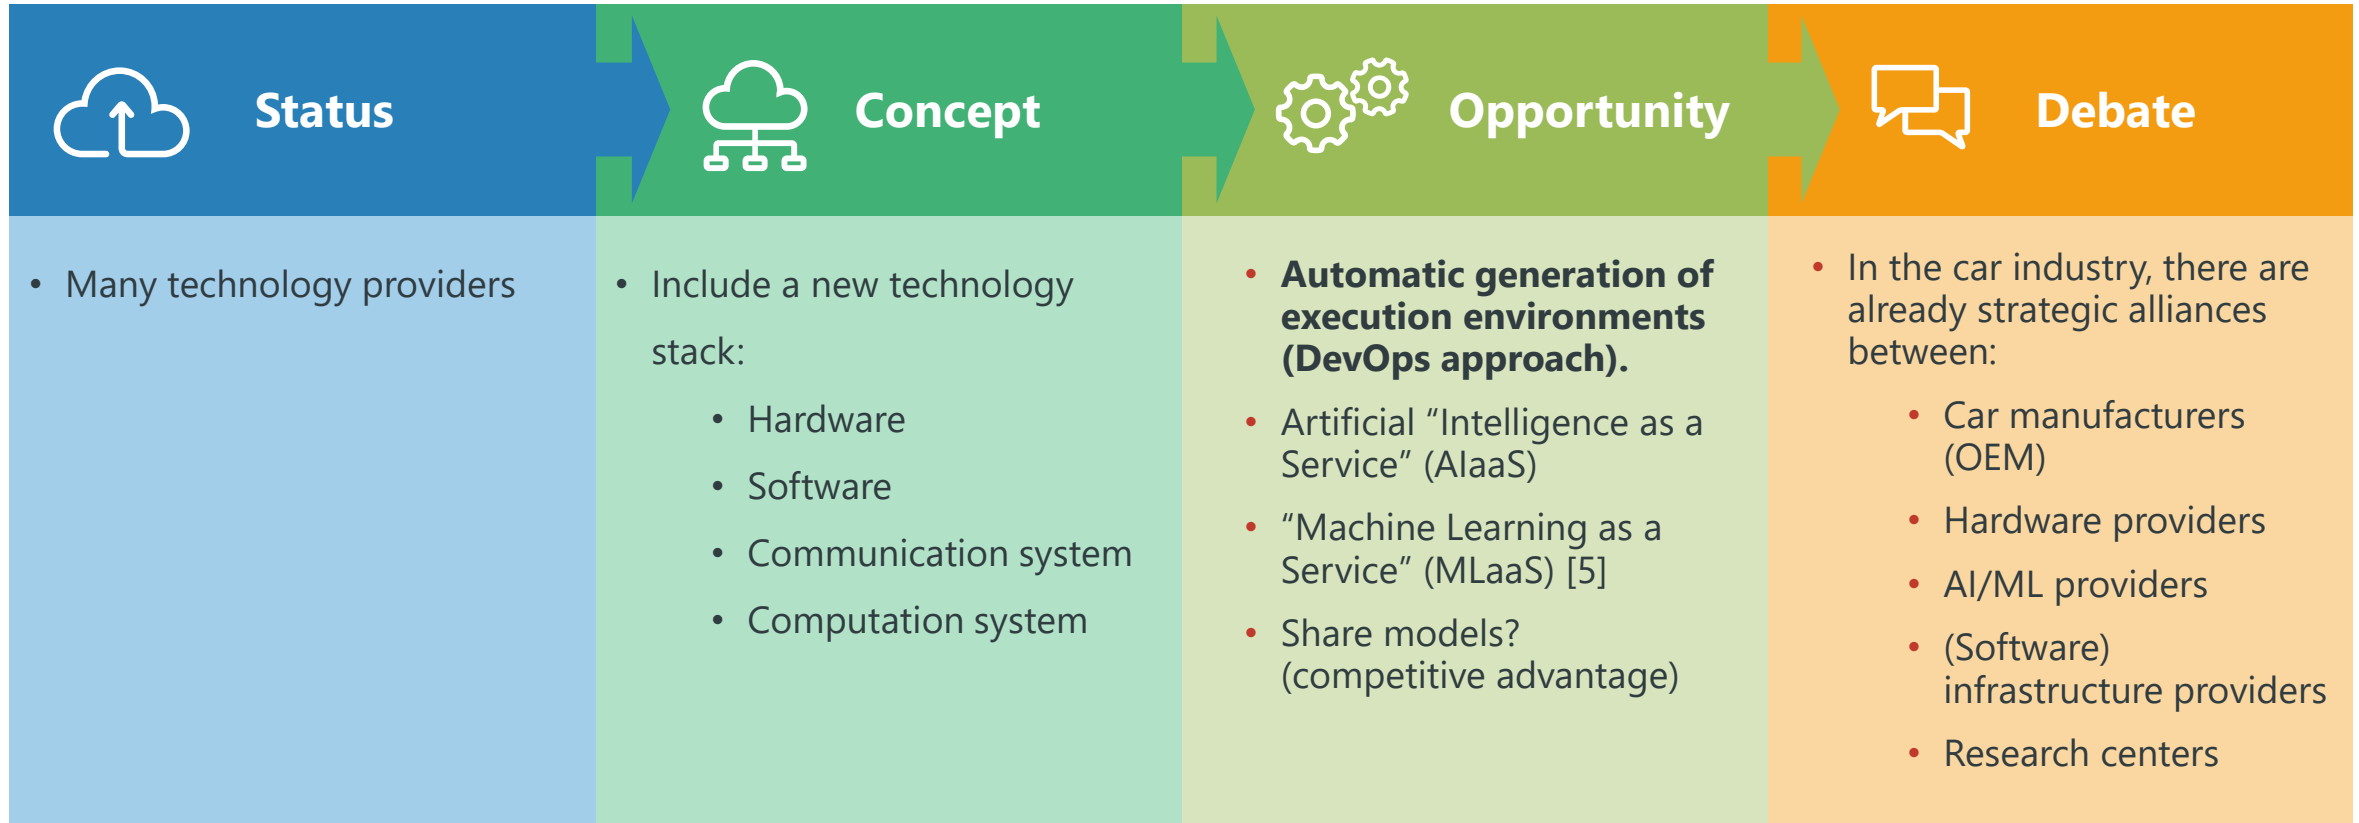 Status
• Many technology providers
Concept
• Include a new technology
stack:
• Hardware
• Software
• Communication system
• Computation system
Opportunity
• Automatic generation of
execution environments
(DevOps approach).
• Artificial “Intelligence as a
Service” (AIaaS)
• “Machine Learning as a
Service” (MLaaS) [5]
• Share models?
(competitive advantage)
Debate
• In the car industry, there are
already strategic alliances
between:
• Car manufacturers
(OEM)
• Hardware providers
• AI/ML providers
• (Software)
infrastructure providers
• Research centers